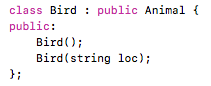 class Bird : public Animal {
public:
    Bird();
    Bird(string loc);
};